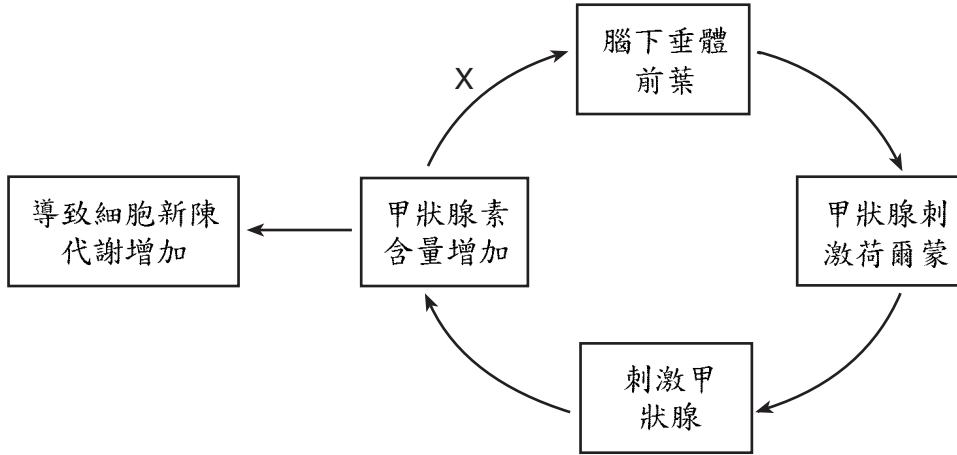 腦下垂體
前葉
X
導致細胞新陳
代謝增加
甲狀腺素
含量增加
甲狀腺刺
激荷爾蒙
刺激甲
狀腺